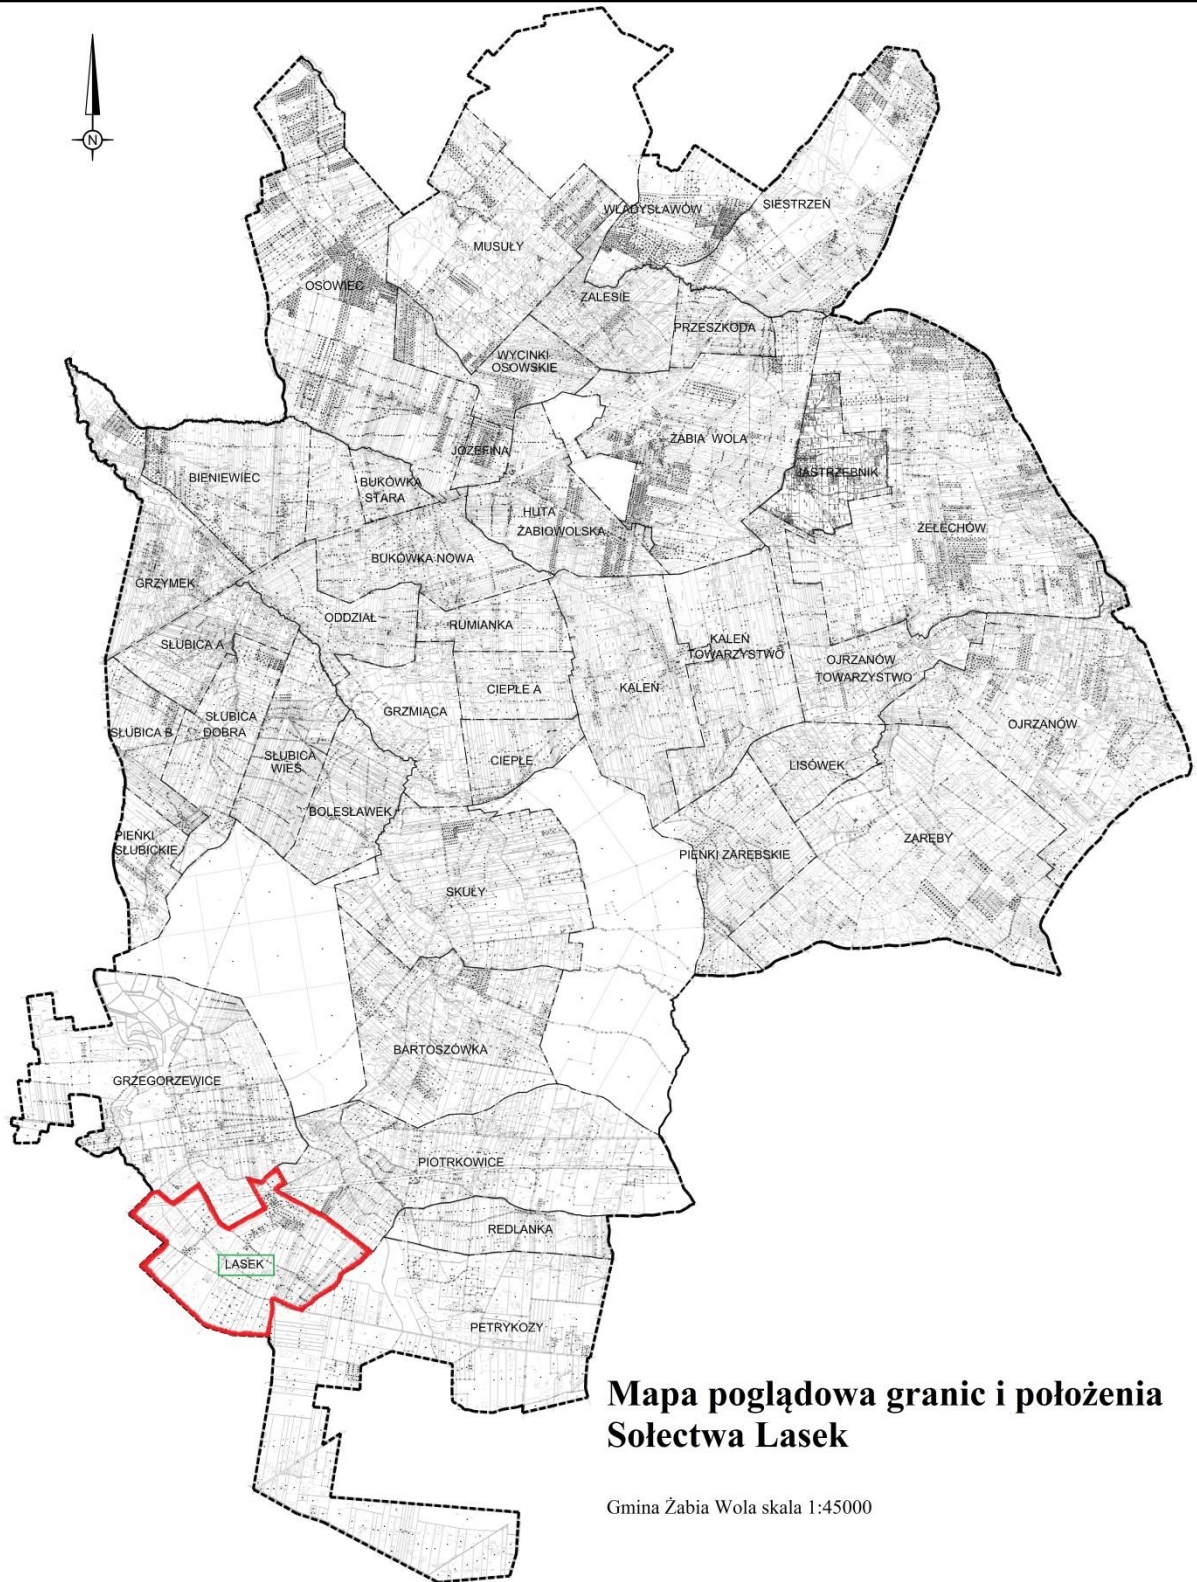 N
WŁADYSŁAWÓW
SIESTRZEŃ
MUSUŁY
OSOWIEC
ZALESIE
PRZESZKODA
WYCINKI
OSOWSKIE
ŻABIA WOLA
JÓZEFINA
JASTRZĘBNIK
BIENIEWIEC
BUKÓWKA
STARA
HUTA
ŻABIOWOLSKA
ŻELECHÓW
BUKÓWKA NOWA
GRZYMEK
ODDZIAŁ
RUMIANKA
SŁUBICA A
KALEŃ
TOWARZYSTWO
OJRZANÓW
TOWARZYSTWO
CIEPŁE A
KALEŃ
GRZMIĄCA
SŁUBICA
DOBRA
SŁUBICA B
OJRZANÓW
SŁUBICA
WIEŚ
CIEPŁE
LISÓWEK
BOLESŁAWEK
PIEŃKI
SŁUBICKIE
ZARĘBY
PIEŃKI ZARĘBSKIE
SKUŁY
BARTOSZÓWKA
GRZEGORZEWICE
PIOTRKOWICE
REDLANKA
LASEK
PETRYKOZY
Mapa poglądowa granic i położenia
Sołectwa Lasek
Gmina Żabia Wola skala 1:45000